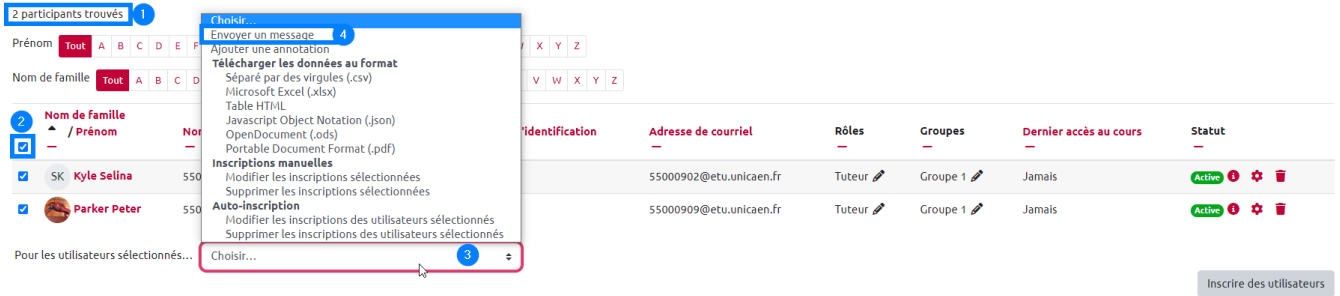 2 participants trouvés 1
Choisir...
Envoyer un message 4
Prénom Tout A B C D E F W X Y Z
Ajouter une annotation
Télécharger les données au format
Nom de famille Tout A B C D V W X Y Z
Séparé par des virgules (.csv)
Microsoft Excel (.xlsx)
Table HTML
Javascript Object Notation (.json)
OpenDocument (.ods)
Portable Document Format (.pdf)
Inscriptions manuelles
Modifier les inscriptions sélectionnées
Supprimer les inscriptions sélectionnées
Auto-inscription
Modifier les inscriptions des utilisateurs sélectionnés
Supprimer les inscriptions des utilisateurs sélectionnés
2
Nom de famille
/ Prénom Nor 'identification Adresse de courriel Rôles Groupes Dernier accès au cours Statut
SK Kyle Selina 550 55000902@etu.unicaen.fr Tuteur Groupe 1 Jamais Active
Parker Peter 550 55000909@etu.unicaen.fr Tuteur Groupe 1 Jamais Active
Pour les utilisateurs sélectionnés... Choisir... 3
Inscrire des utilisateurs